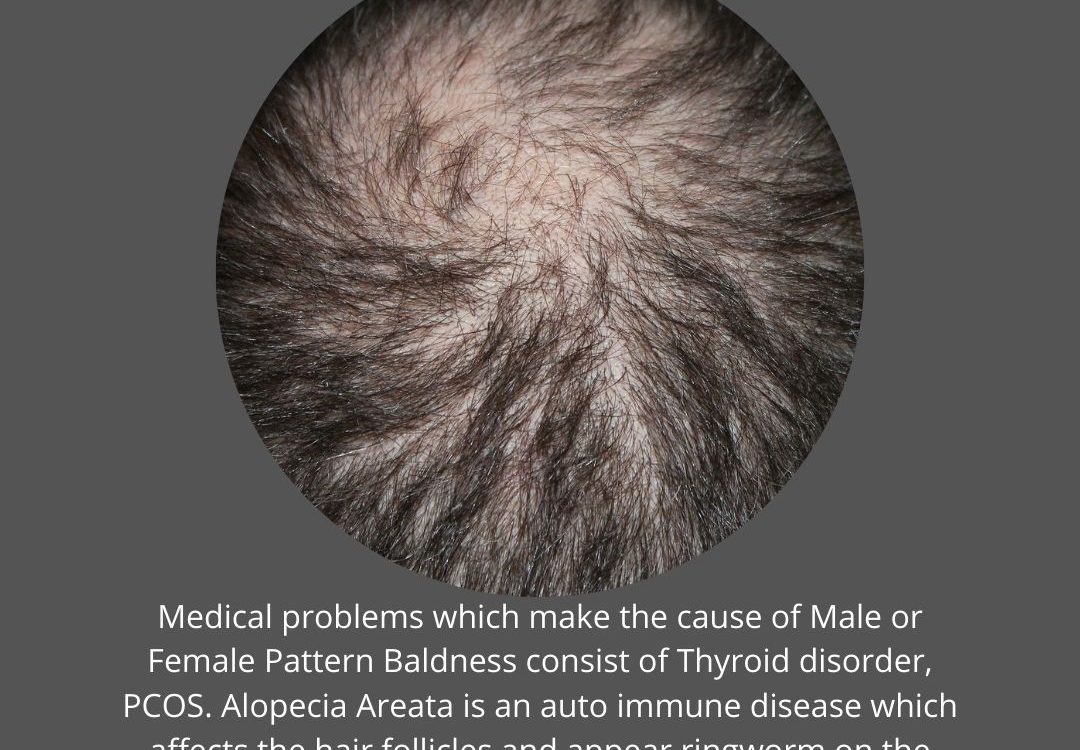 Medical problems which make the cause of Male or
Female Pattern Baldness consist of Thyroid disorder,
PCOS. Alopecia Areata is an auto immune disease which
affects the hair follicles and appear ringworm on the